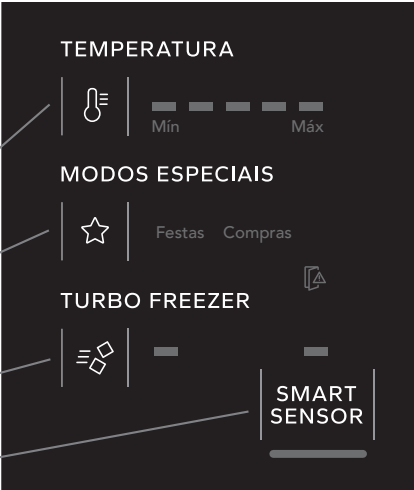 TEMPERATURA
Mín Máx
MODOS ESPECIAIS
Festas Compras
TURBO FREEZER
SMART
SENSOR